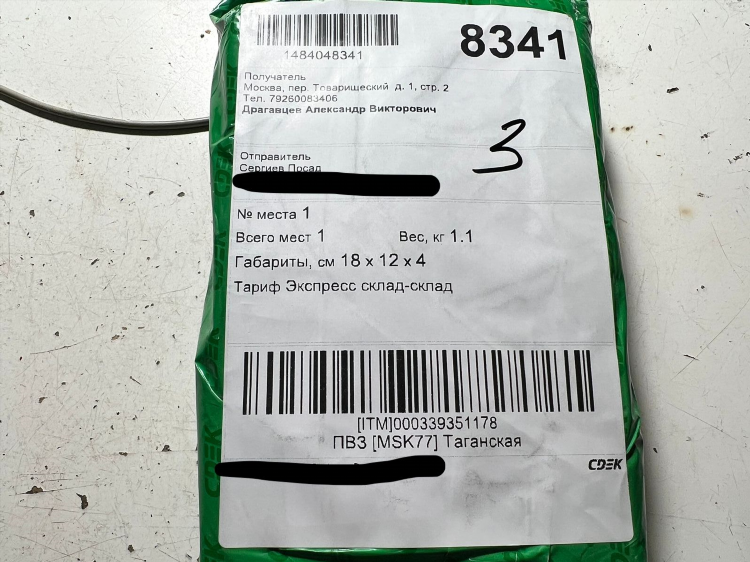 8341
1484048341
Получатель
Москва, пер. Товарищеский д. 1, стр. 2
Тел. 79260083406
Драгавцев Александр Викторович
3
Отправитель
Сергиев Посад
№ места 1
Всего мест 1 Вес, кг 1.1
Габариты, см 18 x 12 x 4
Тариф Экспресс склад-склад
[ITM]000339351178
ПВЗ [MSK77] Таганская
CDEK